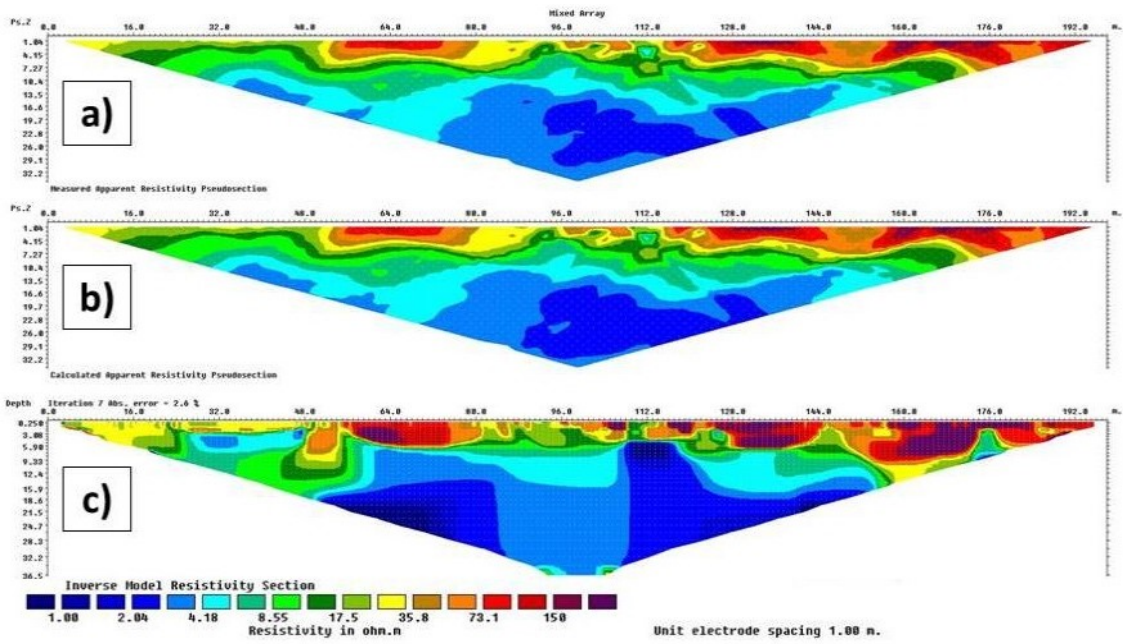 Mixed Array
Ps.Z 0.0 16.0 32.0 48.0 64.0 80.0 96.0 112.0 128.0 144.0 160.0 176.0 192.0 m.
1.04
4.15
7.27
10.4
13.5
16.6
19.7
22.8
26.0
29.1
32.2
a)
Measured Apparent Resistivity Pseudosection
Ps.Z 0.0 16.0 32.0 48.0 64.0 80.0 96.0 112.0 128.0 144.0 160.0 176.0 192.0 m.
1.04
4.15
7.27
10.4
13.5
16.6
19.7
22.8
26.0
29.1
32.2
b)
Calculated Apparent Resistivity Pseudosection
Depth Iteration 7 Abs. error = 2.6 %
0.0 16.0 32.0 48.0 64.0 80.0 96.0 112.0 128.0 144.0 160.0 176.0 192.0 m.
0.250
3.08
5.90
9.33
12.4
15.9
18.6
21.5
24.7
28.3
32.2
36.5
c)
Inverse Model Resistivity Section
1.00 2.04 4.18 8.55 17.5 35.8 73.1 150
Resistivity in ohm.m Unit electrode spacing 1.00 m.